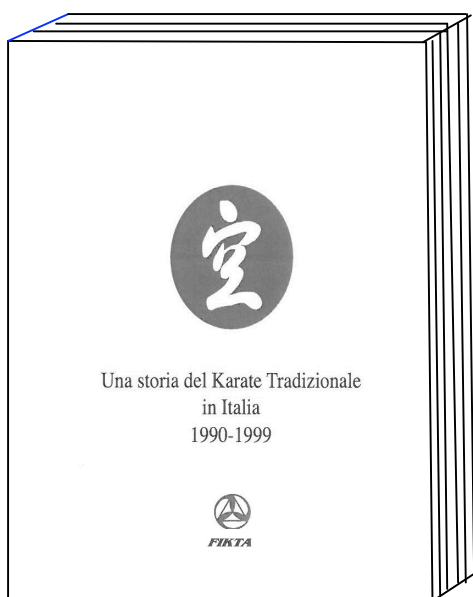 空
Una storia del Karate Tradizionale
in Italia
1990-1999
FIKTA